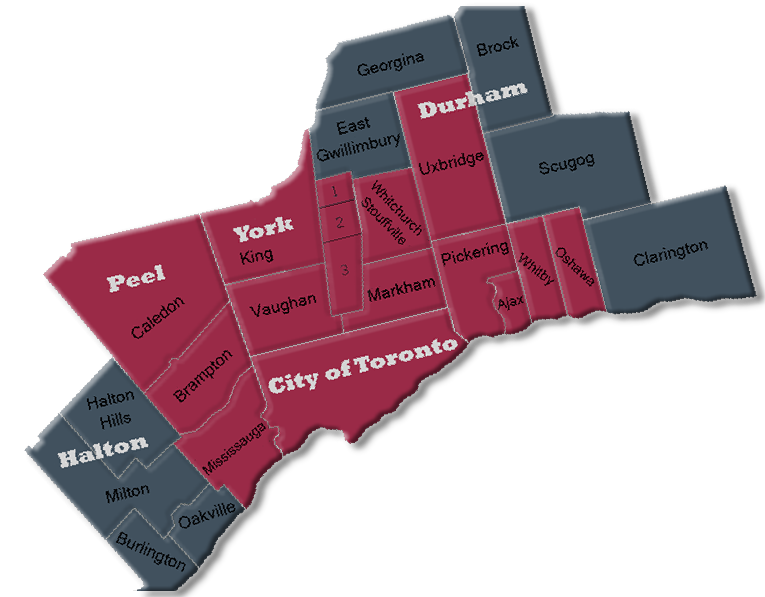 Brock
Georgina
Durham
East
Gwillimbury
Uxbridge
Scugog
1
2
3
Whitchurch
Stouffville
York
King
Pickering
Whitby
Oshawa
Clarington
Peel
Caledon
Vaughan
Markham
Ajax
Brampton
City of Toronto
Halton
Hills
Halton
Mississauga
Milton
Oakville
Burlington